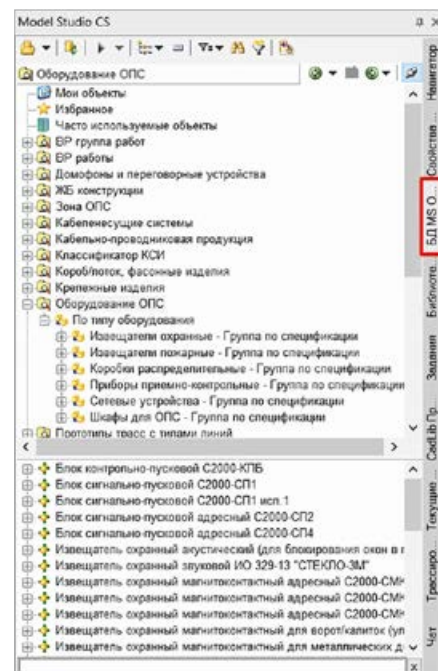 Model Studio CS
Оборудование ОПС
Мои объекты
Избранное
Часто используемые объекты
ВР группа работ
ВР работы
Домофоны и переговорные устройства
ЖБ конструкции
Зона ОПС
Кабеленесущие системы
Кабельно-проводниковая продукция
Классификатор КСИ
Короб/лоток, фасонные изделия
Крепежные изделия
Оборудование ОПС
По типу оборудования
Извещатели охранные - Группа по спецификации
Извещатели пожарные - Группа по спецификации
Коробки распределительные - Группа по спецификации
Приборы приемно-контрольные - Группа по спецификации
Сетевые устройства - Группа по спецификации
Шкафы для ОПС - Группа по спецификации
Прототипы трасс с типами линий
Блок контрольно-пусковой С2000-КПБ
Блок сигнально-пусковой С2000-СП1
Блок сигнально-пусковой С2000-СП1 исп.1
Блок сигнально-пусковой адресный С2000-СП2
Блок сигнально-пусковой адресный С2000-СП4
Извещатель охранный акустический (для блокирования окон в г
Извещатель охранный звуковой ИО 329-13 "СТЕКЛО-3М"
Извещатель охранный магнитоконтактный адресный С2000-СМК
Извещатель охранный магнитоконтактный адресный С2000-СМК
Извещатель охранный магнитоконтактный для ворот/калиток (уп
Извещатель охранный магнитоконтактный для металлических д
Навигатор
Свойства ...
БД MS O...
Библиоте...
Задания
CadLib Пр...
Текущие
Трассиро...
Чат